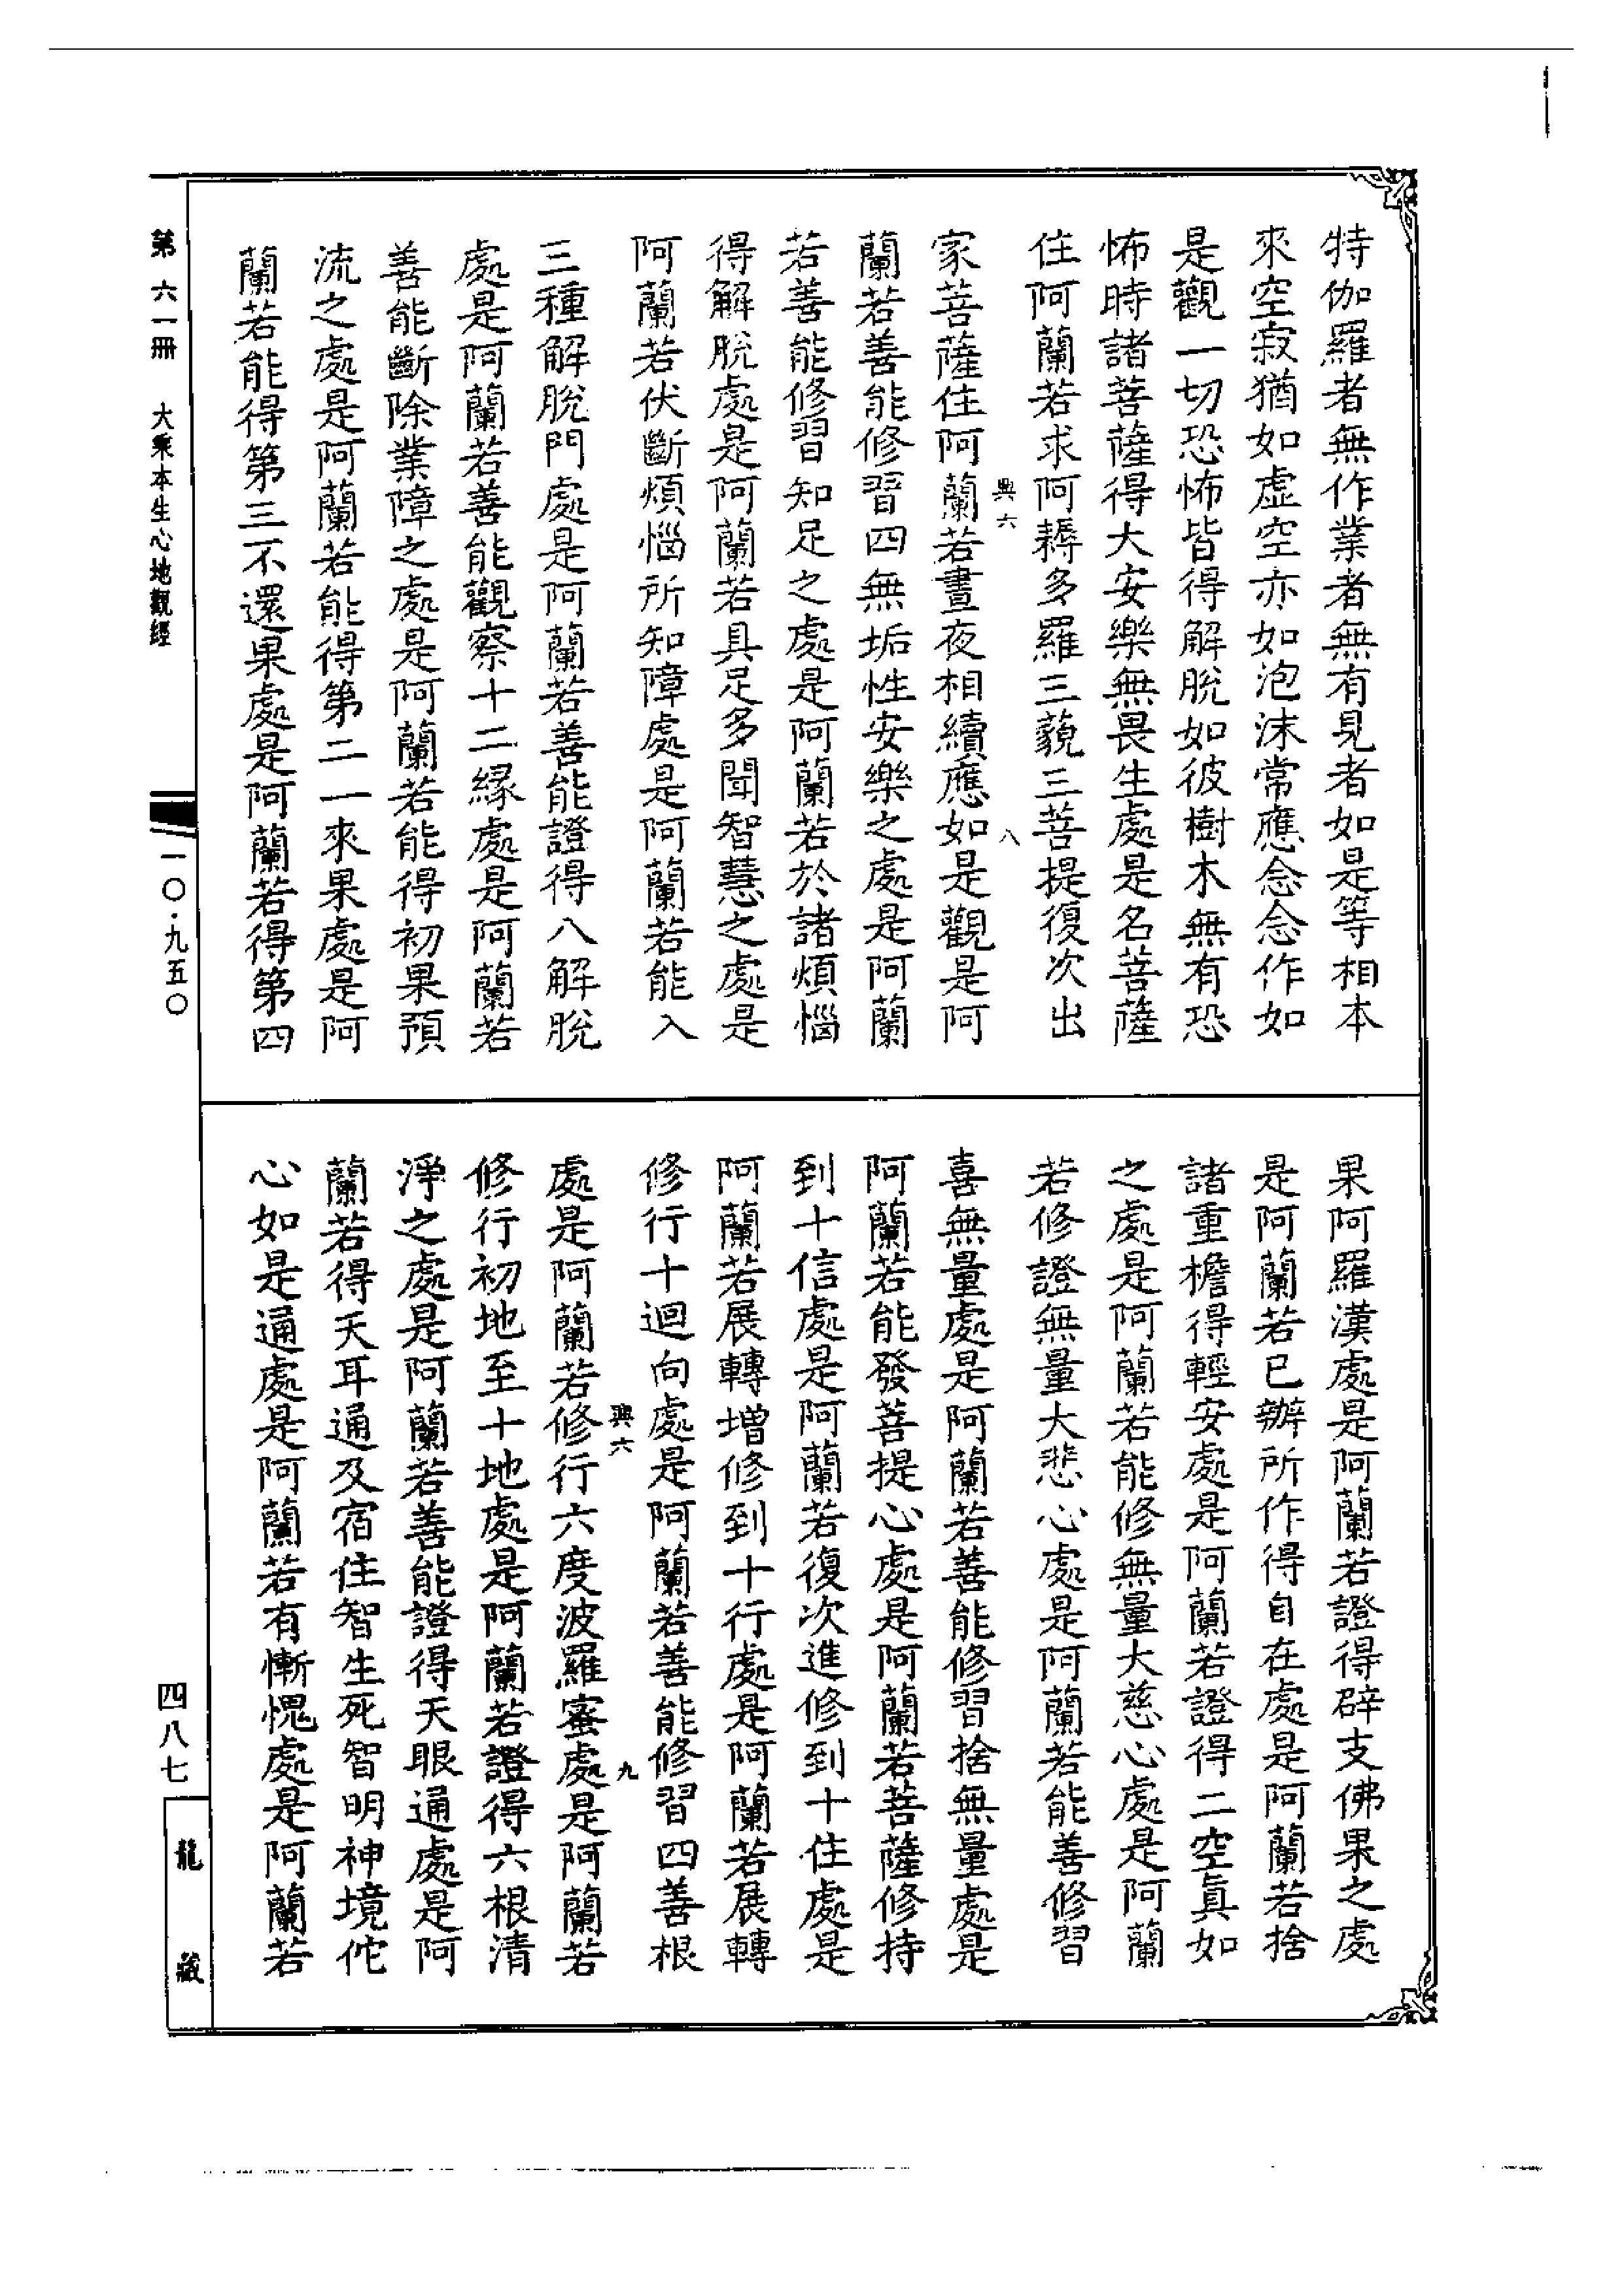 特伽羅者無作業者無有見者如是等相本
來空寂猶如虛空亦如泡沫常應念念作如
是觀一切恐怖皆得解脫如彼樹木無有恐
怖時諸菩薩得大安樂無畏生處是名菩薩
住阿蘭若求阿耨多羅三藐三菩提復次出
興六 八
家菩薩住阿蘭若晝夜相續應如是觀是阿
蘭若善能修習四無垢性安樂之處是阿蘭
若善能修習知足之處是阿蘭若於諸煩惱
得解脫處是阿蘭若具足多聞智慧之處是
阿蘭若伏斷煩惱所知障處是阿蘭若能入
三種解脫門處是阿蘭若善能證得八解脫
處是阿蘭若善能觀察十二緣處是阿蘭若
善能斷除業障之處是阿蘭若能得初果預
流之處是阿蘭若能得第二一來果處是阿
蘭若能得第三不還果處是阿蘭若得第四
果阿羅漢處是阿蘭若證得辟支佛果之處
是阿蘭若已辦所作得自在處是阿蘭若捨
諸重檐得輕安處是阿蘭若證得二空真如
之處是阿蘭若能修無量大慈心處是阿蘭
若修證無量大悲心處是阿蘭若能善修習
喜無量處是阿蘭若善能修習捨無量處是
阿蘭若能發菩提心處是阿蘭若菩薩修持
到十信處是阿蘭若復次進修到十住處是
阿蘭若展轉增修到十行處是阿蘭若展轉
修行十迴向處是阿蘭若善能修習四善根
興六 九
處是阿蘭若修行六度波羅蜜處是阿蘭若
修行初地至十地處是阿蘭若證得六根清
淨之處是阿蘭若善能證得天眼通處是阿
蘭若得天耳通及宿住智生死智明神境佗
心如是通處是阿蘭若有慚愧處是阿蘭若
第六一冊 大乘本生心地觀經
一〇·九五〇
四八七
龍藏